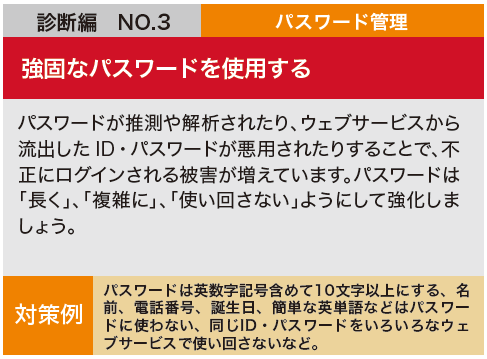 診断編 NO.3
パスワード管理
強固なパスワードを使用する
パスワードが推測や解析されたり、ウェブサービスから
流出した ID・パスワードが悪用されたりすることで、不
正にログインされる被害が増えています。パスワードは
「長く」、「複雑に」、「使い回さない」ようにして強化しま
しょう。
対策例
パスワードは英数字記号含めて10文字以上にする、名
前、電話番号、誕生日、簡単な英単語などはパスワー
ドに使わない、同じID・パスワードをいろいろなウェ
ブサービスで使い回さないなど。